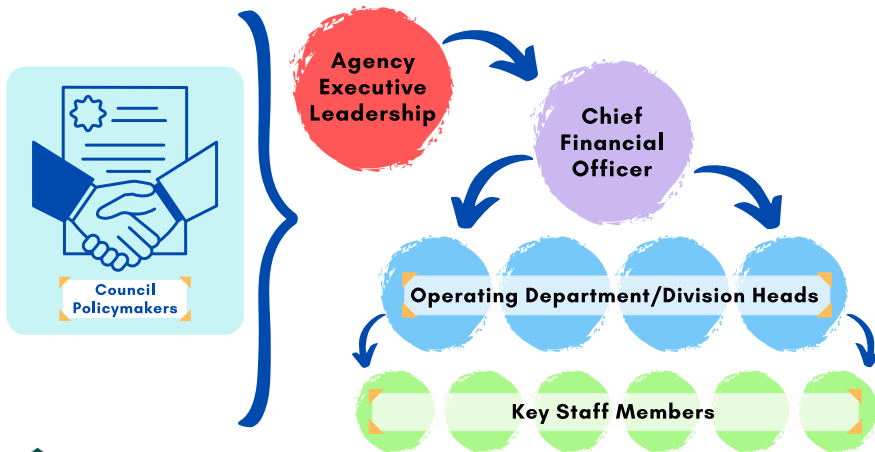 Council
Policymakers
Agency
Executive
Leadership
Chief
Financial
Officer
Operating Department/Division Heads
Key Staff Members